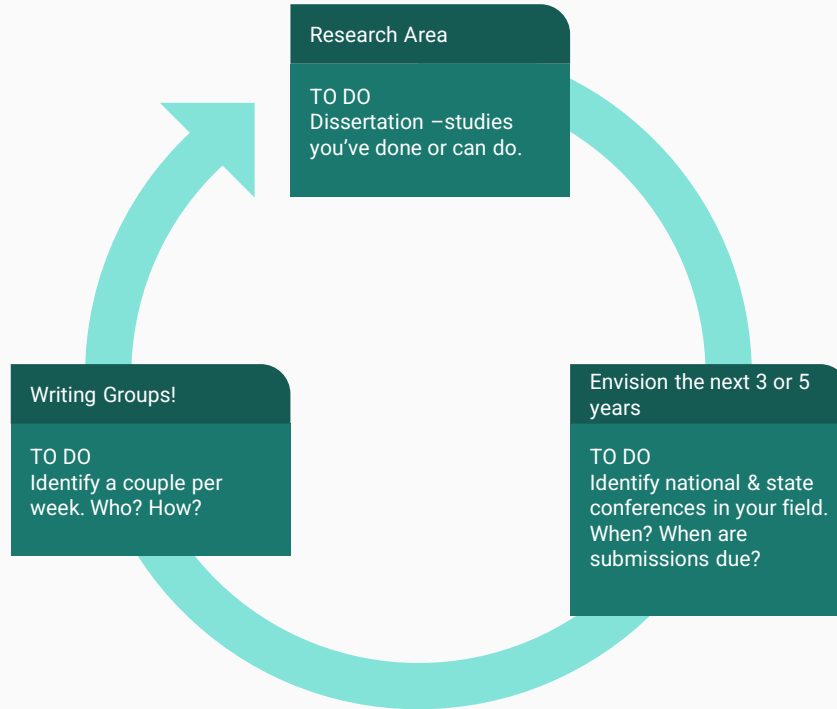 Research Area
TO DO
Dissertation –studies
you've done or can do.
Envision the next 3 or 5
years
TO DO
Identify national & state
conferences in your field.
When? When are
submissions due?
Writing Groups!
TO DO
Identify a couple per
week. Who? How?